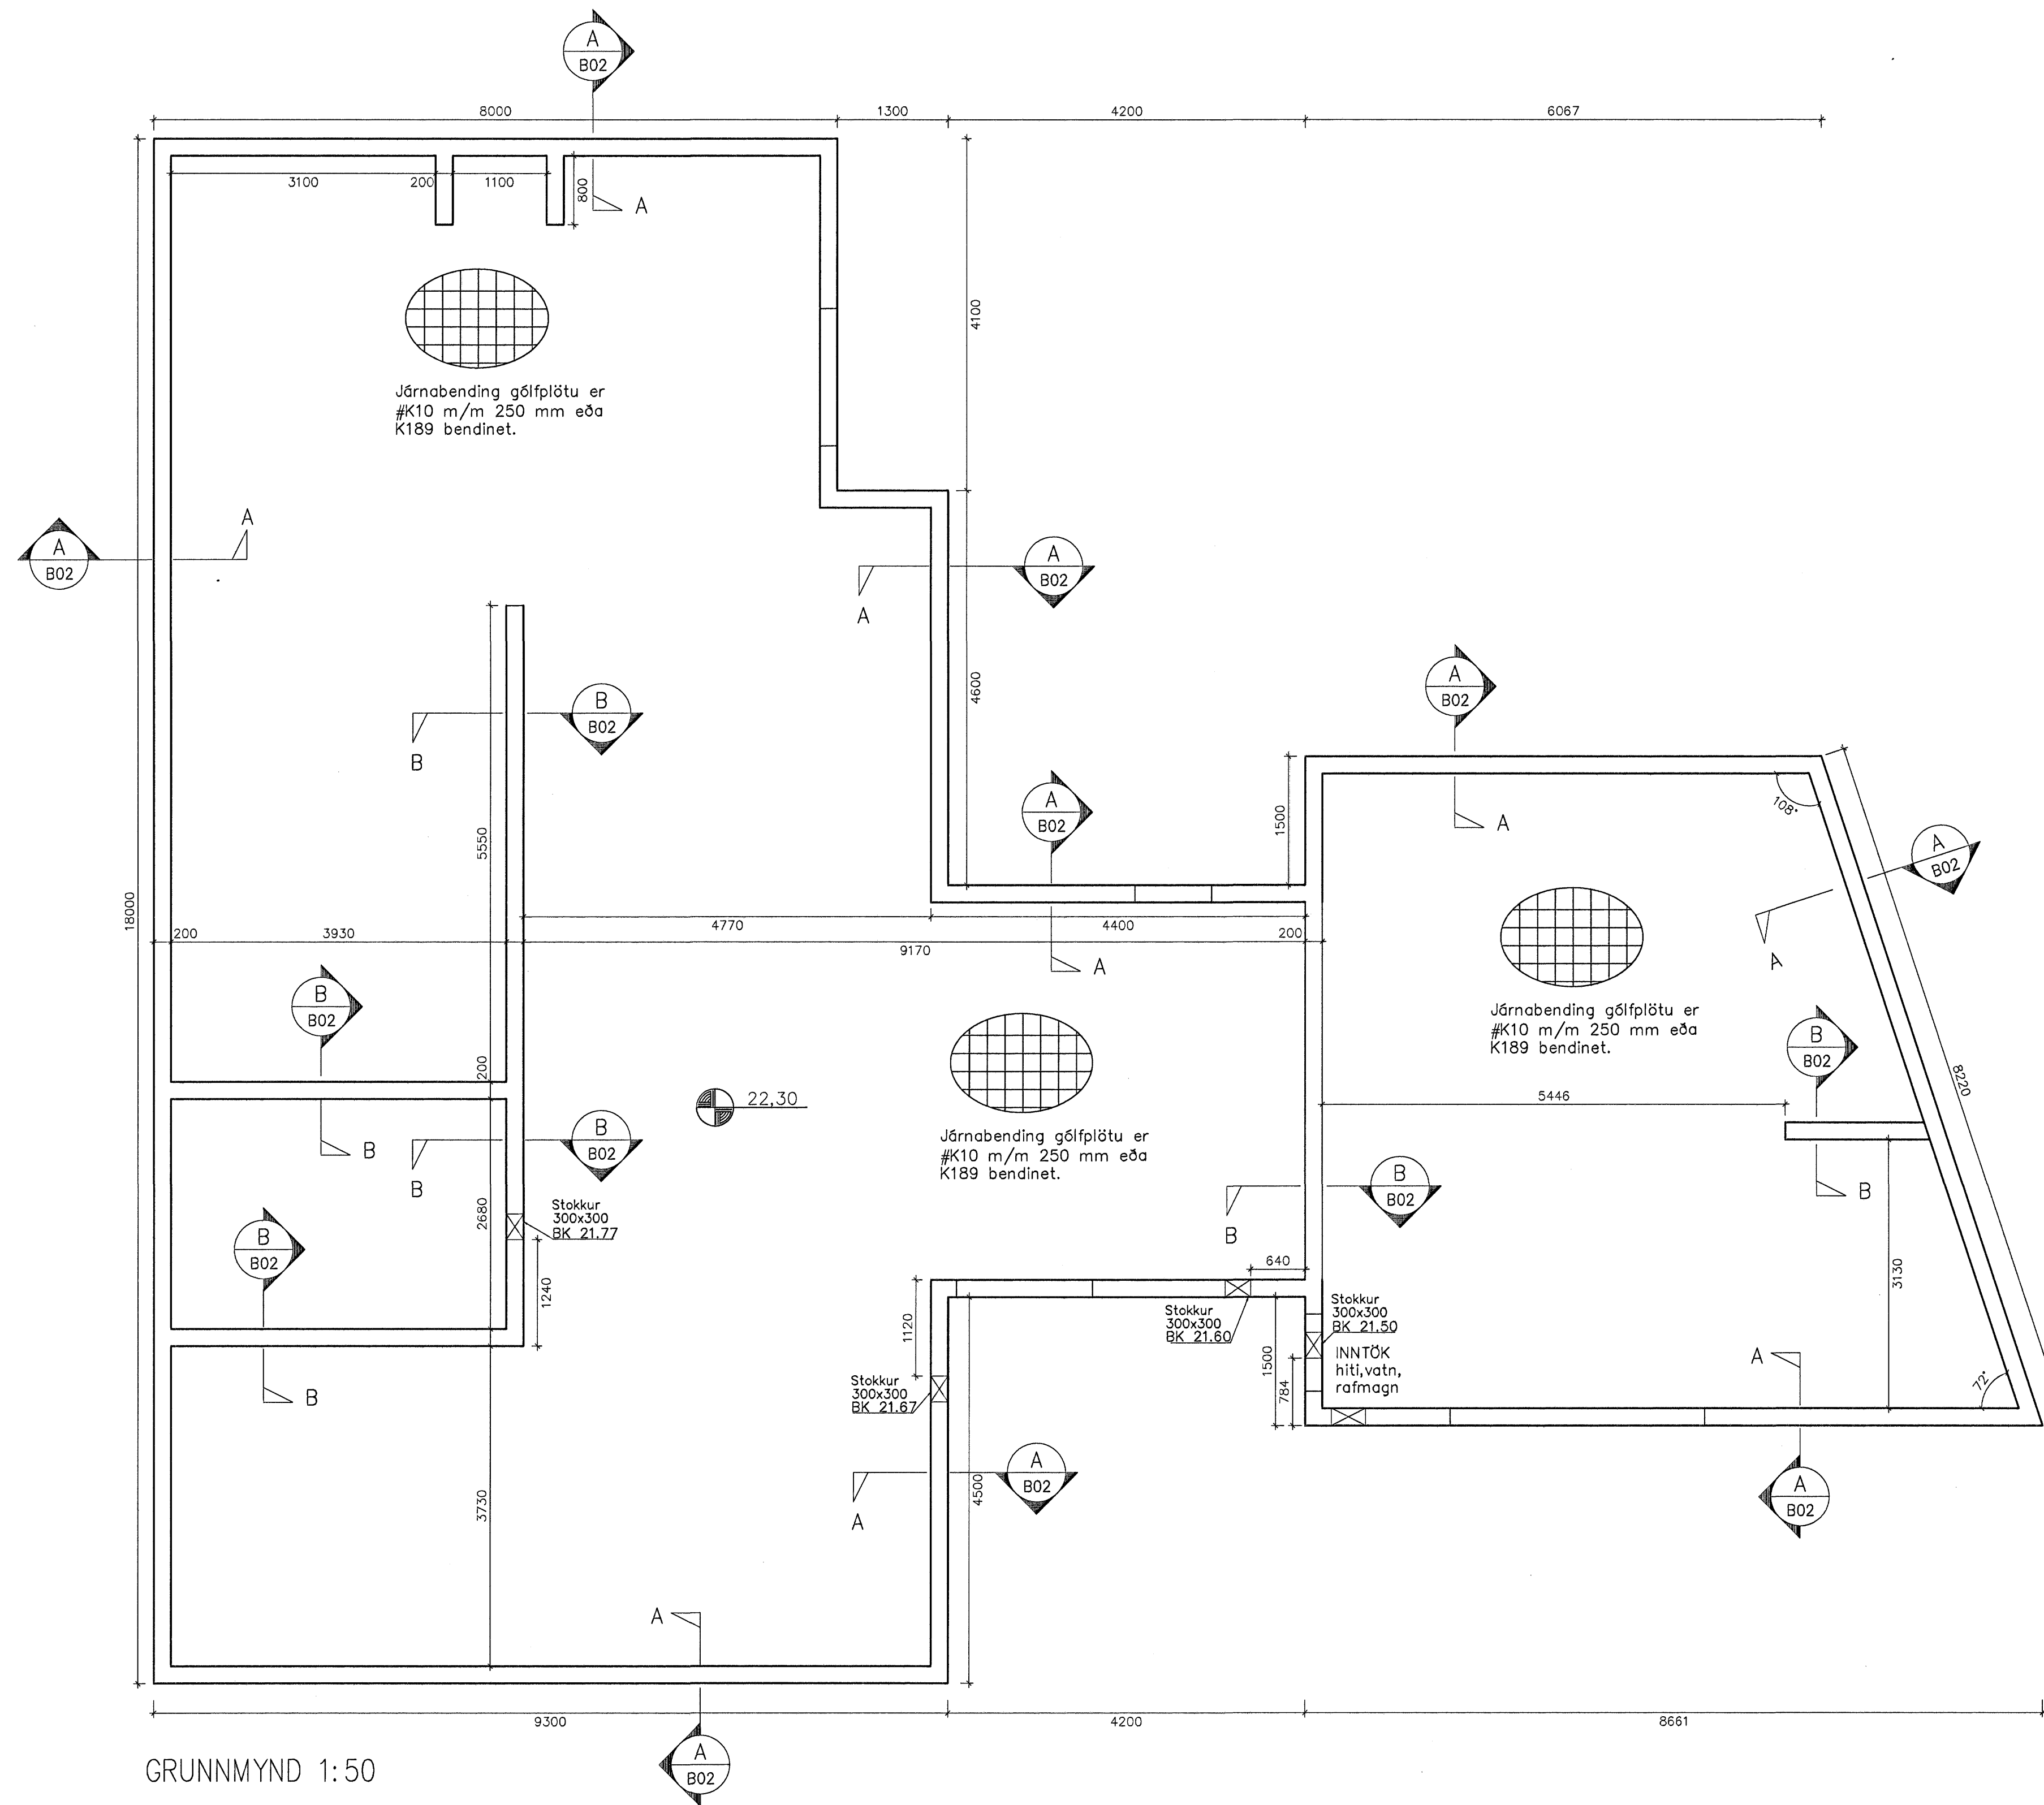 A
B02
8000
1300
4200
6067
3100
200
1100
800
A
Járnabending gólfplötu er
#K10 m/m 250 mm eða
K189 bendinet.
4100
A
A
B02
A
B02
A
4600
B
B02
B
A
B02
A
A
B02
1500
108°
A
B02
A
5550
18000
200
3930
4770
4400
9170
200
A
B
B02
B
200
22,30
Járnabending gólfplötu er
#K10 m/m 250 mm eða
K189 bendinet.
Járnabending gólfplötu er
#K10 m/m 250 mm eða
K189 bendinet.
B
B02
B
8220
5446
B
B02
B
2680
Stokkur
300x300
BK 21.77
1240
B
B02
B
B
B02
B
640
3130
1120
Stokkur
300x300
BK 21.60
Stokkur
300x300
BK 21.50
INNTÖK
hiti,vatn,
rafmagn
1500
784
Stokkur
300x300
BK 21.67
72°
A
A
B02
3730
4500
A
B02
A
A
9300
4200
8661
A
B02
GRUNNMYND 1:50